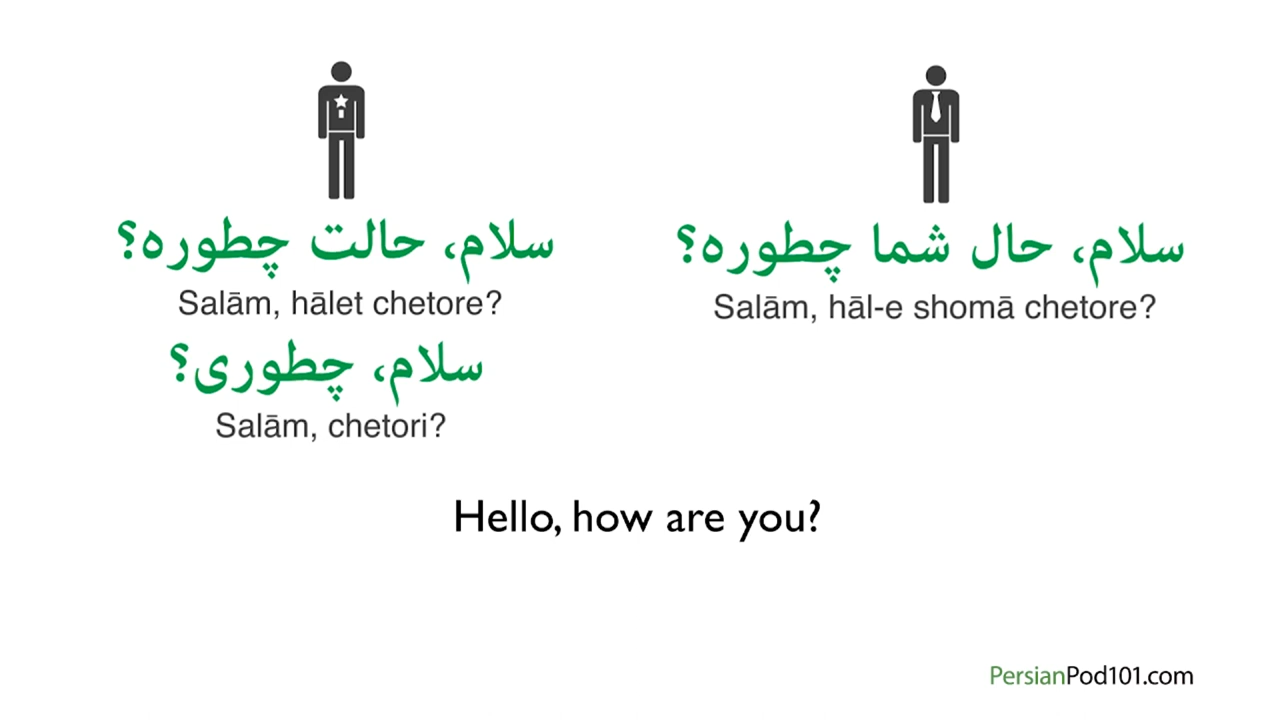 سلام، حالت چطوره؟
Salām, hālet chetore?
سلام، چطوری؟
Salām, chetori?
سلام، حال شما چطوره؟
Salām, hāl-e shomā chetore?
Hello, how are you?
PersianPod101.com